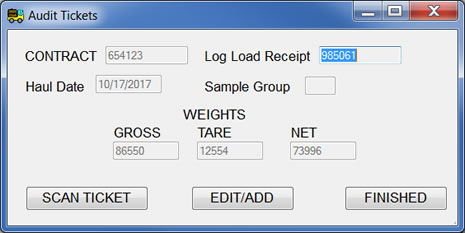 Audit Tickets
CONTRACT 654123 Log Load Receipt 985061
Haul Date 10/17/2017 Sample Group
WEIGHTS
GROSS TARE NET
86550 12554 73996
SCAN TICKET EDIT/ADD FINISHED